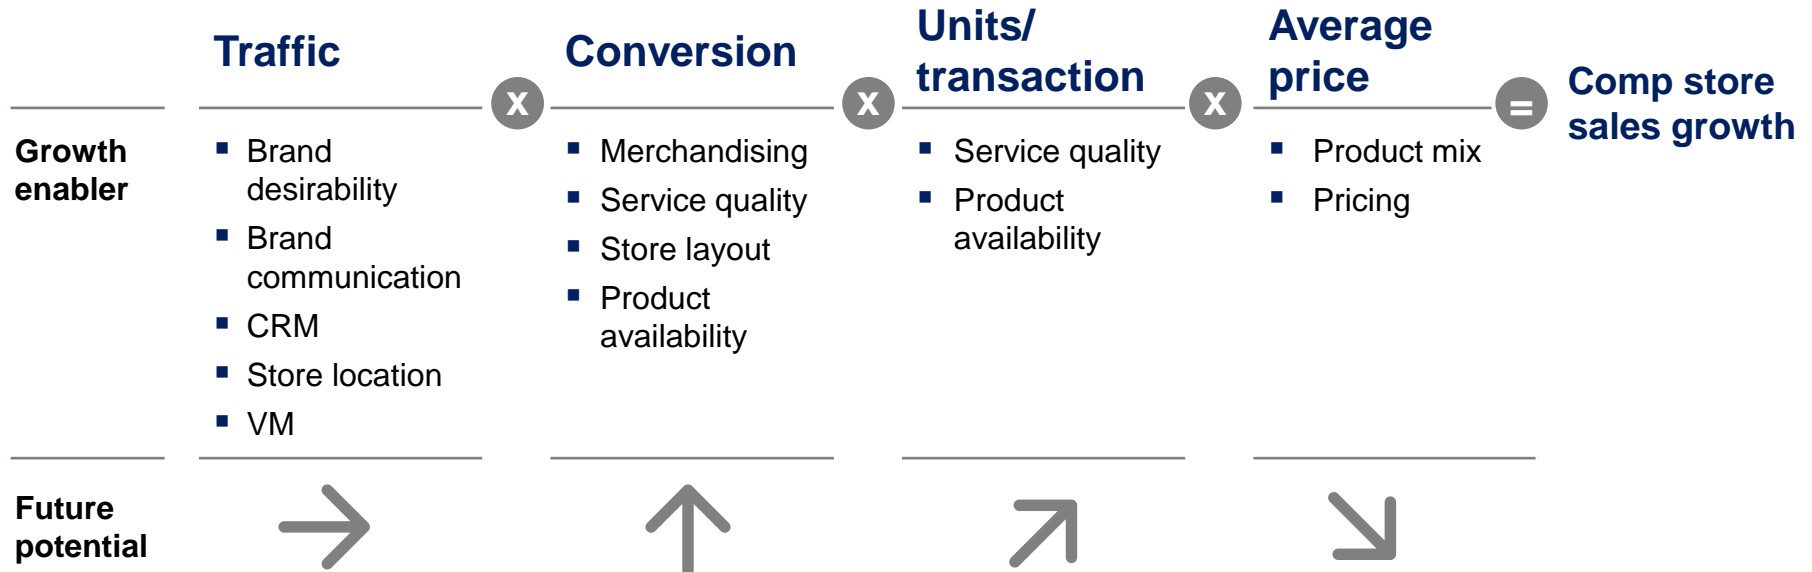 Traffic
Conversion
Units/
transaction
Average
price
x
x
x
=
Comp store
sales growth
Growth
enabler
▪ Brand
desirability
▪ Brand
communication
▪ CRM
▪ Store location
▪ VM
▪ Merchandising
▪ Service quality
▪ Store layout
▪ Product
availability
▪ Service quality
▪ Product
availability
▪ Product mix
▪ Pricing
Future
potential